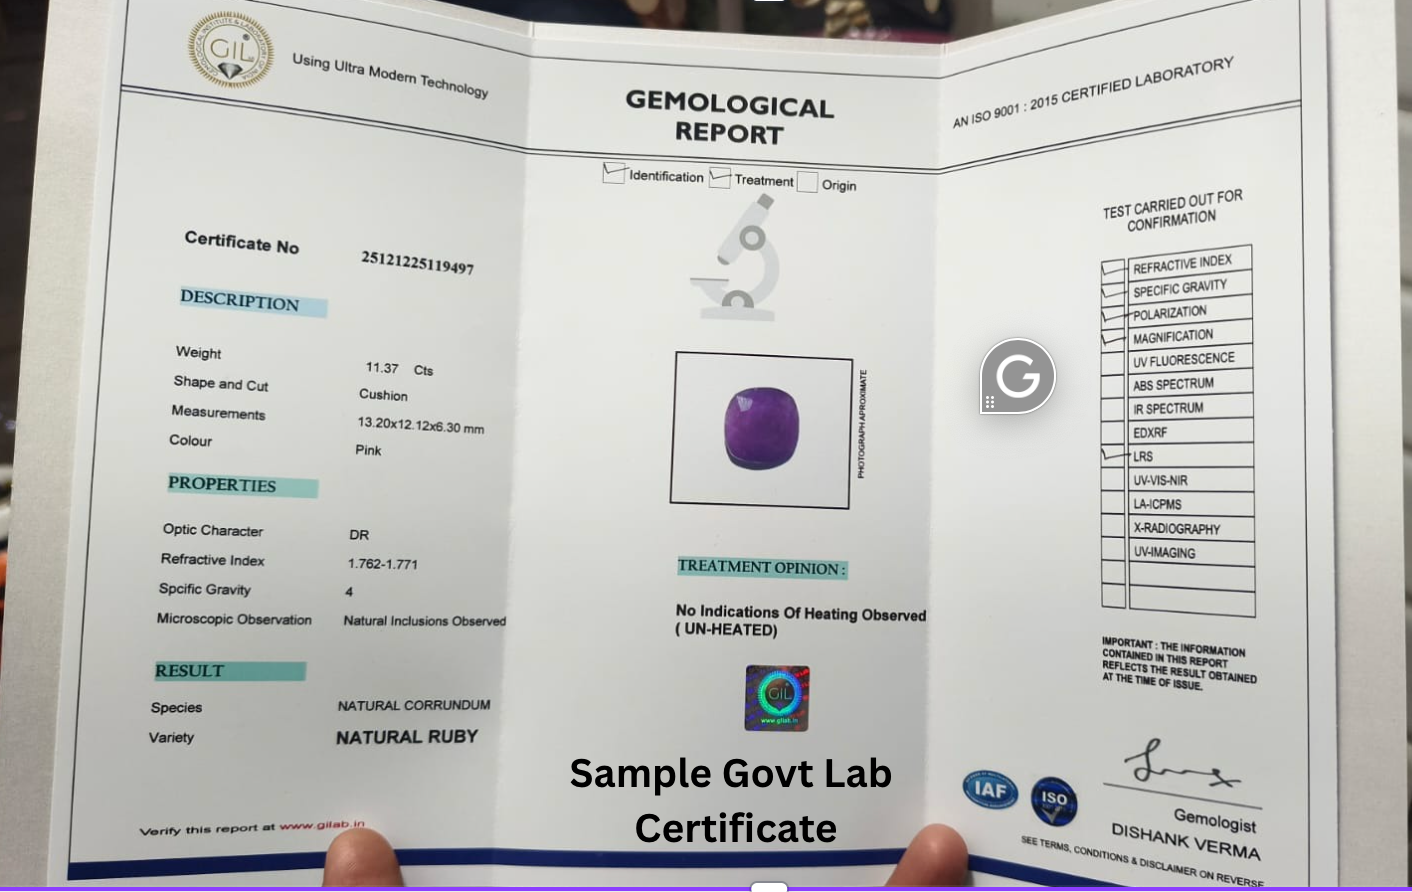 GIL
Using Ultra Modern Technology
GEMOLOGICAL
REPORT
AN ISO 9001 : 2015 CERTIFIED LABORATORY
Identification Treatment Origin
Certificate No 25121225119497
DESCRIPTION
Weight 11.37 Cts
Shape and Cut Cushion
Measurements 13.20x12.12x6.30 mm
Colour Pink
PROPERTIES
Optic Character DR
Refractive Index 1.762-1.771
Spcific Gravity 4
Microscopic Observation Natural Inclusions Observed
RESULT
Species NATURAL CORRUNDUM
Variety NATURAL RUBY
Verify this report at www.gilab.in
PHOTOGRAPH APROXIMATE
TREATMENT OPINION :
No Indications Of Heating Observed
( UN-HEATED)
GIL
www.gilab.in
Sample Govt Lab
Certificate
TEST CARRIED OUT FOR
CONFIRMATION
REFRACTIVE INDEX
SPECIFIC GRAVITY
POLARIZATION
MAGNIFICATION
UV FLUORESCENCE
ABS SPECTRUM
IR SPECTRUM
EDXRF
LRS
UV-VIS-NIR
LA-ICPMS
X-RADIOGRAPHY
UV-IMAGING
G
IMPORTANT : THE INFORMATION
CONTAINED IN THIS REPORT
REFLECTS THE RESULT OBTAINED
AT THE TIME OF ISSUE.
IAF
ISO
Gemologist
DISHANK VERMA
SEE TERMS, CONDITIONS & DISCLAIMER ON REVERSE